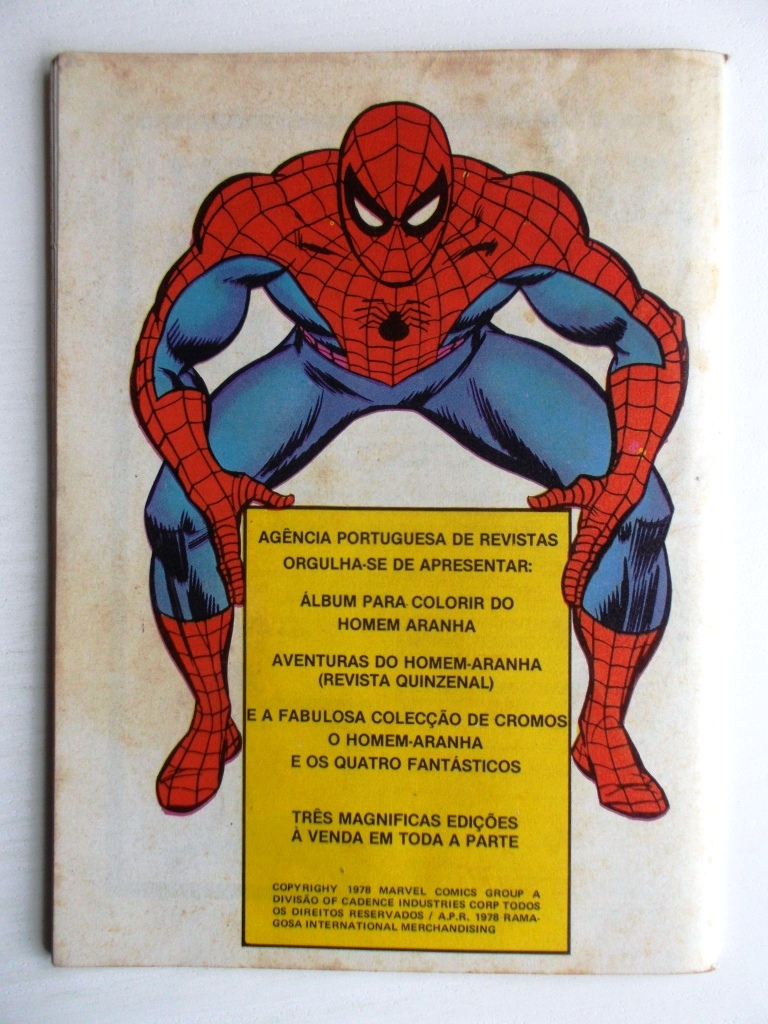 AGÊNCIA PORTUGUESA DE REVISTAS
ORGULHA-SE DE APRESENTAR:
ÁLBUM PARA COLORIR DO
HOMEM ARANHA
AVENTURAS DO HOMEM-ARANHA
(REVISTA QUINZENAL)
E A FABULOSA COLECÇÃO DE CROMOS
O HOMEM-ARANHA
E OS QUATRO FANTÁSTICOS
TRÊS MAGNIFICAS EDIÇÕES
À VENDA EM TODA A PARTE
COPYRIGHY 1978 MARVEL COMICS GROUP A
DIVISÃO OF CADENCE INDUSTRIES CORP TODOS
OS DIREITOS RESERVADOS / A.P.R. 1978 RAMA-
GOSA INTERNATIONAL MERCHANDISING